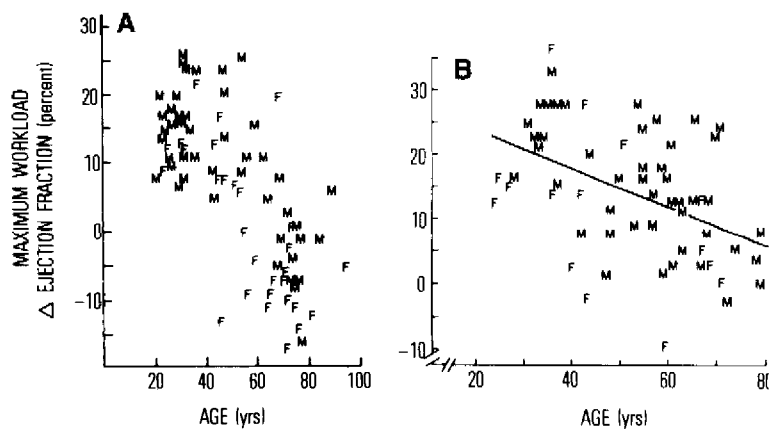 A
B
MAXIMUM WORKLOAD
Δ EJECTION FRACTION (percent)
30
20
10
0
−10
20 40 60 80 100
AGE (yrs)
30
20
10
0
−10
20 40 60 80
AGE (yrs)